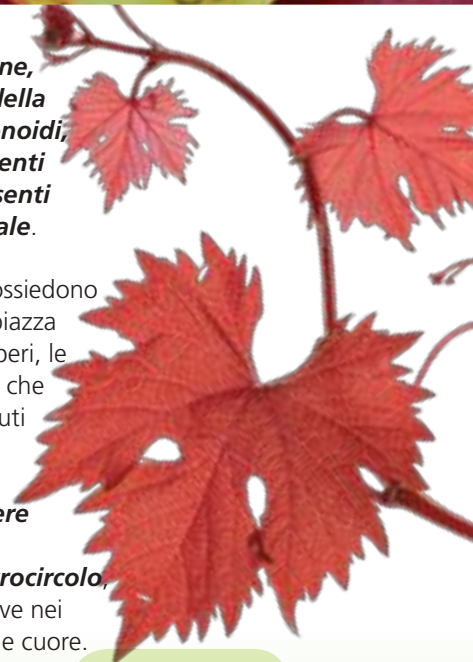 ne,
della
noidi,
enti
senti
ale.
ossiedono
piazza
peri, le
che
uti
ere
rocircolo,
ve nei
e cuore.